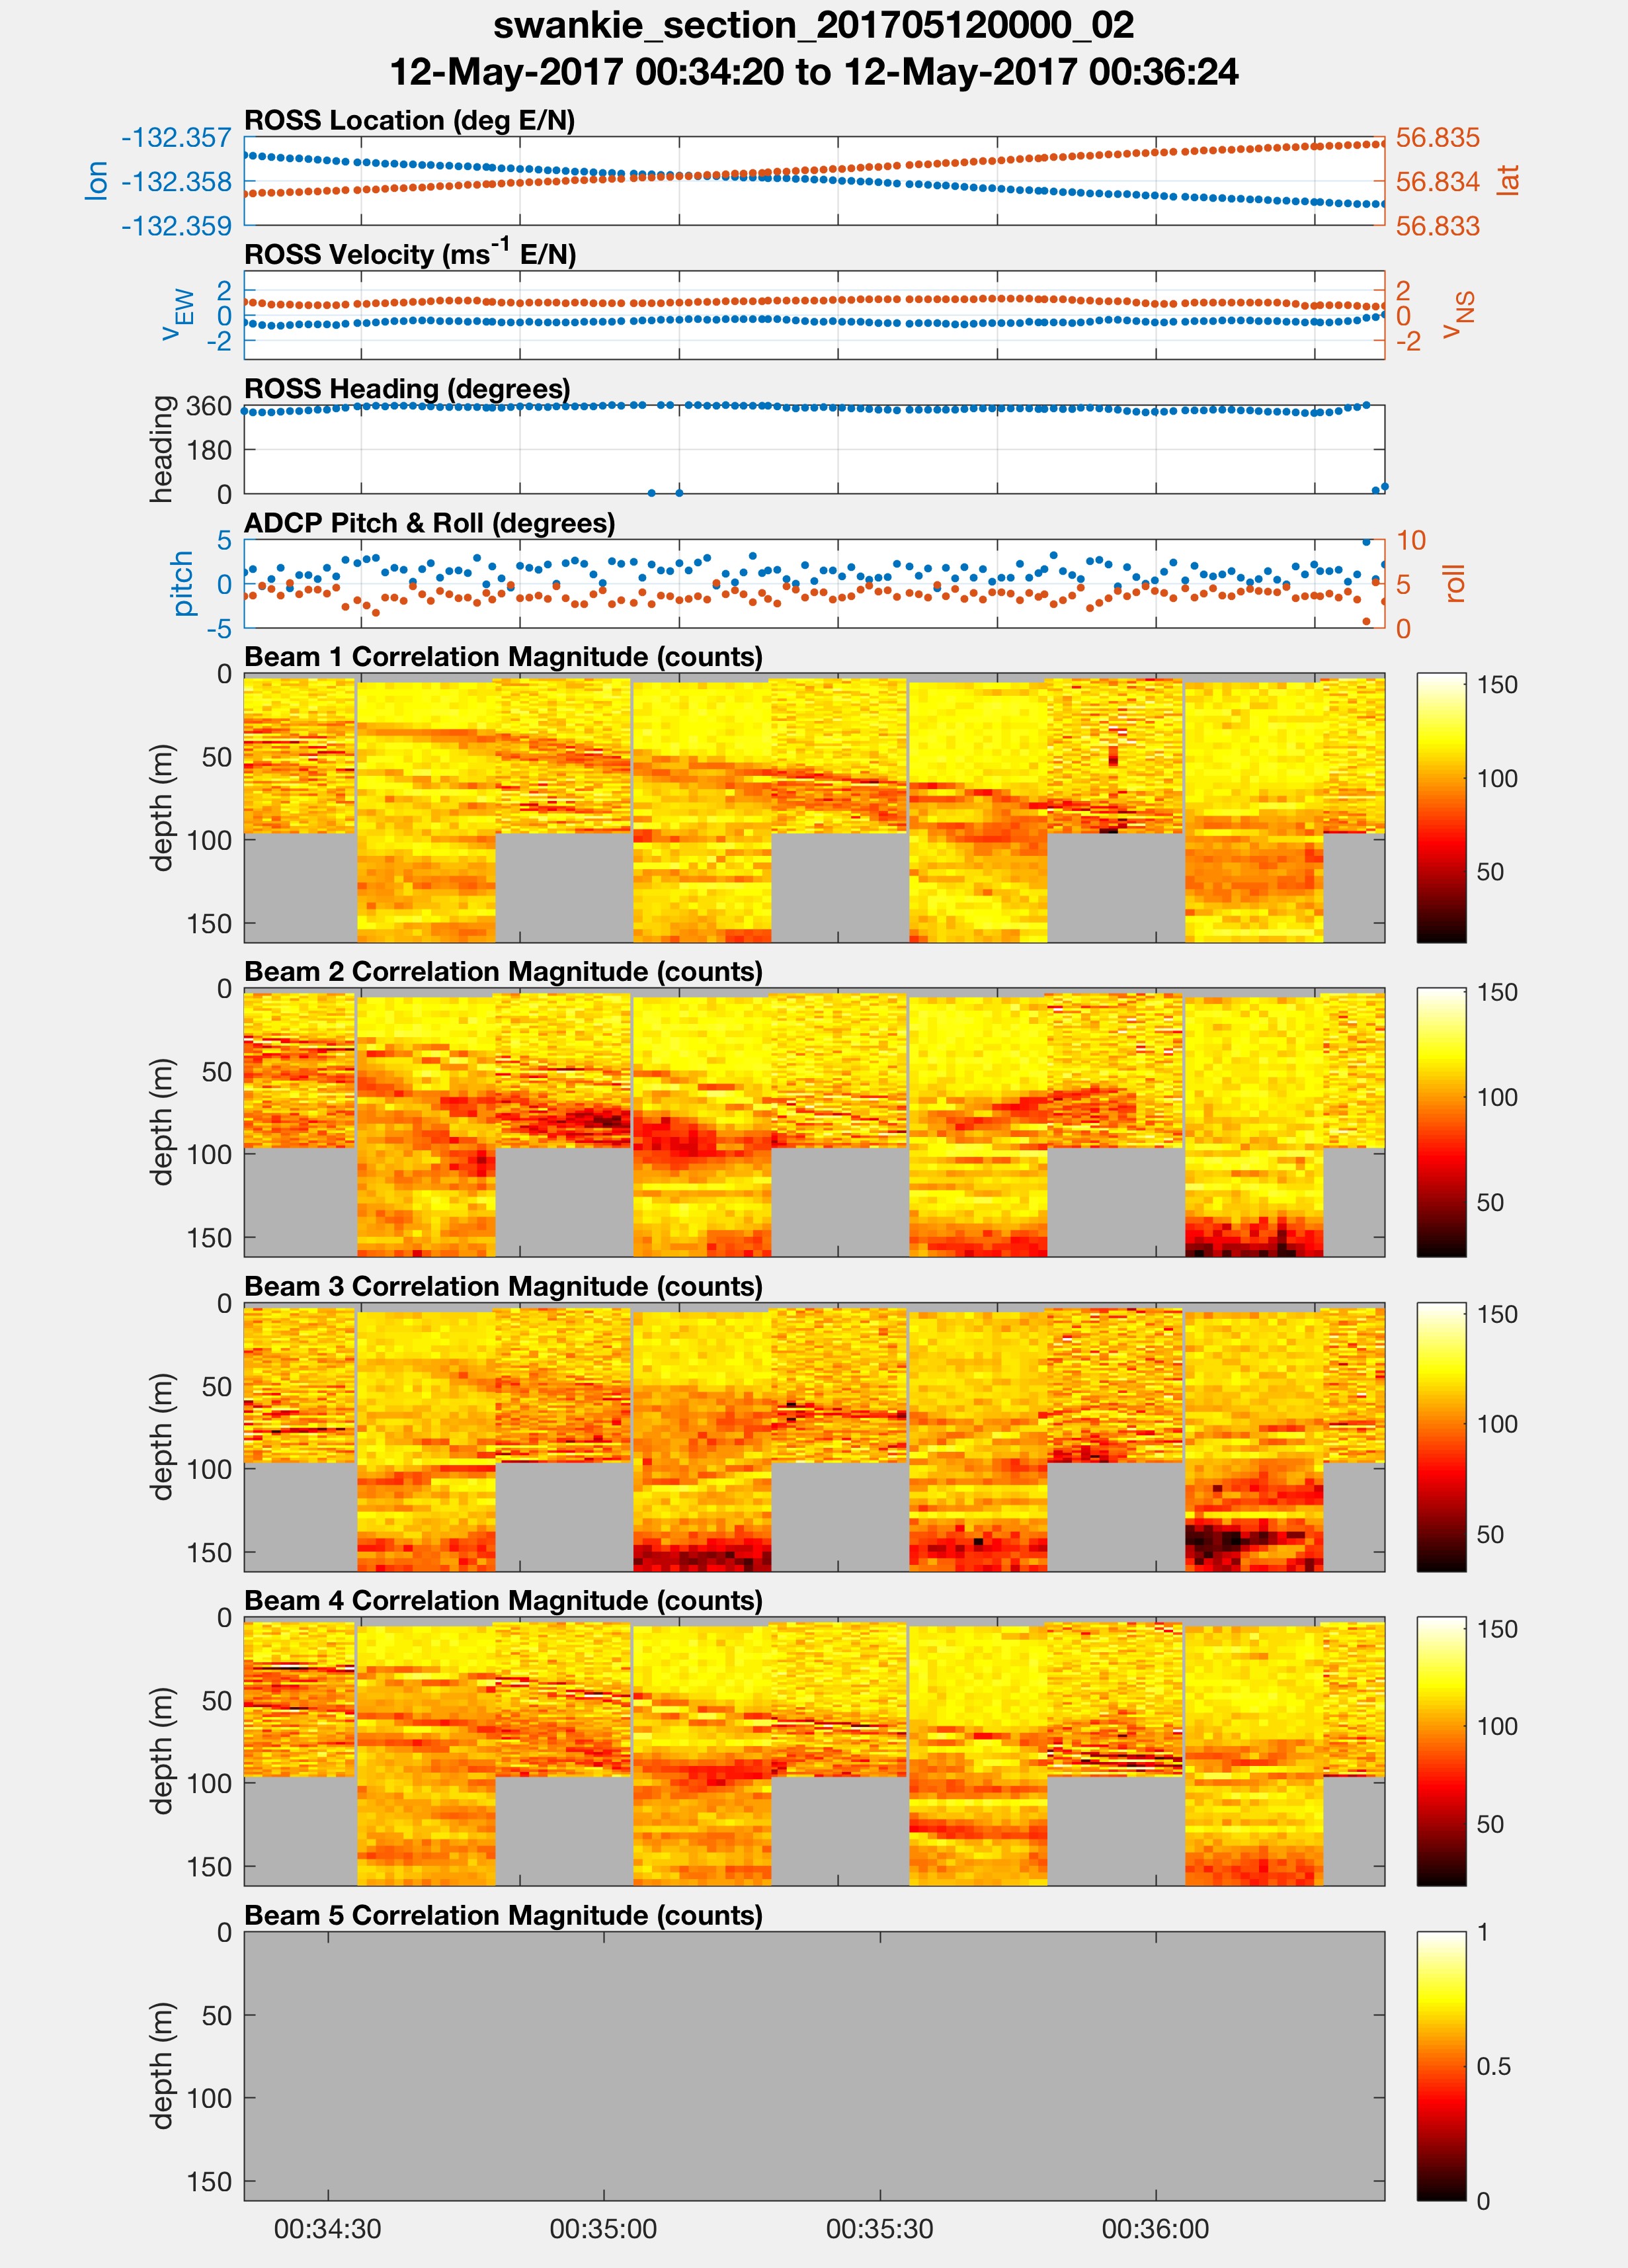 swankie_section_201705120000_02
12-May-2017 00:34:20 to 12-May-2017 00:36:24
ROSS Location (deg E/N)
lon
-132.357
-132.358
-132.359
56.835
56.834
56.833
lat
ROSS Velocity (ms-1 E/N)
vEW
2
0
-2
2
0
-2
vNS
ROSS Heading (degrees)
heading
360
180
0
ADCP Pitch & Roll (degrees)
pitch
5
0
-5
10
5
0
roll
Beam 1 Correlation Magnitude (counts)
depth (m)
0
50
100
150
150
100
50
Beam 2 Correlation Magnitude (counts)
depth (m)
0
50
100
150
150
100
50
Beam 3 Correlation Magnitude (counts)
depth (m)
0
50
100
150
150
100
50
Beam 4 Correlation Magnitude (counts)
depth (m)
0
50
100
150
150
100
50
Beam 5 Correlation Magnitude (counts)
depth (m)
0
50
100
150
1
0.5
0
00:34:30 00:35:00 00:35:30 00:36:00